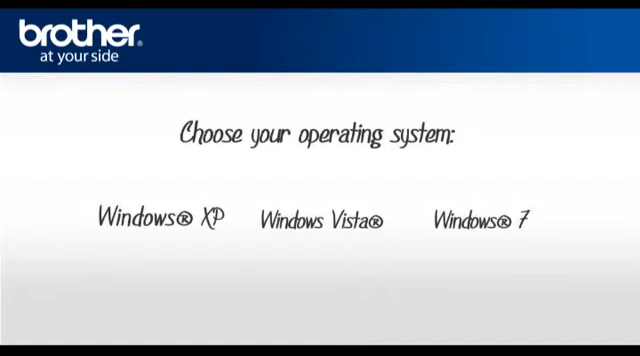 brother®
at your side
Choose your operating system:
Windows® XP
Windows Vista®
Windows® 7